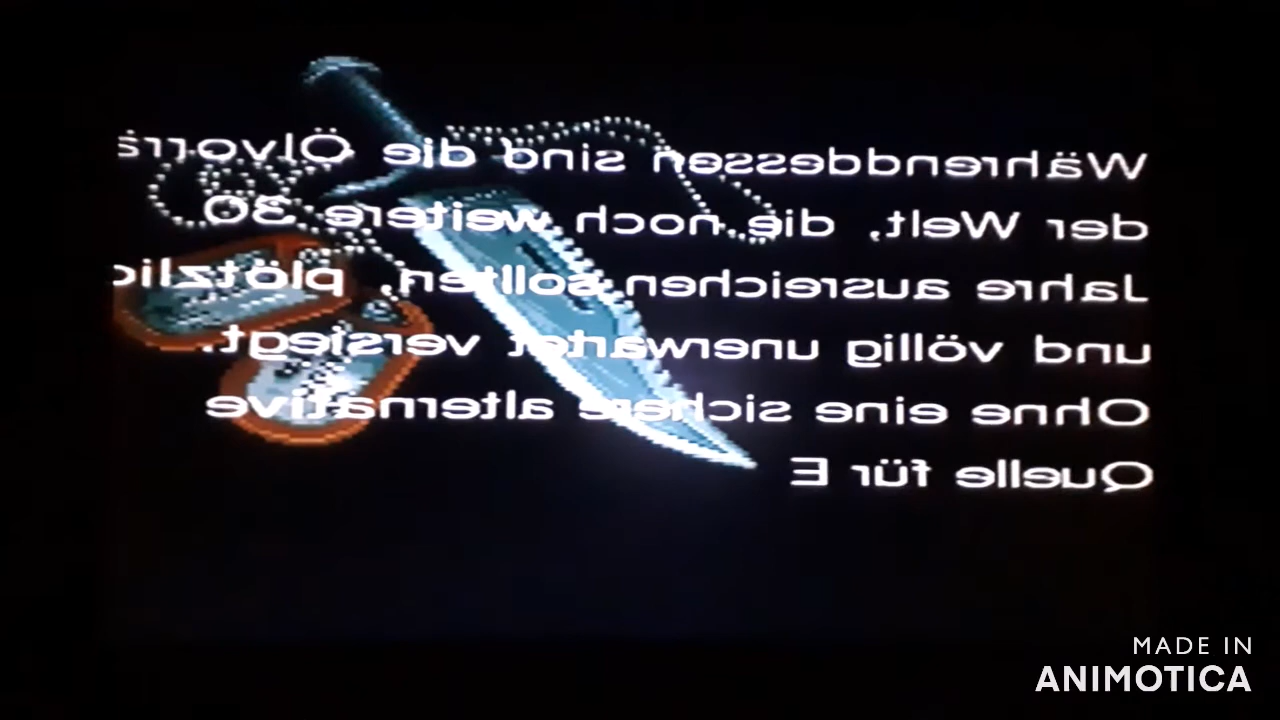 Währenddessen sind die Ölvorrä
der Welt, die noch weitere 30
Jahre ausreichen sollten, plötzlic
und völlig unerwartet versiegt.
Ohne eine sichere alternative
Quelle für E
MADE IN
ANIMOTICA